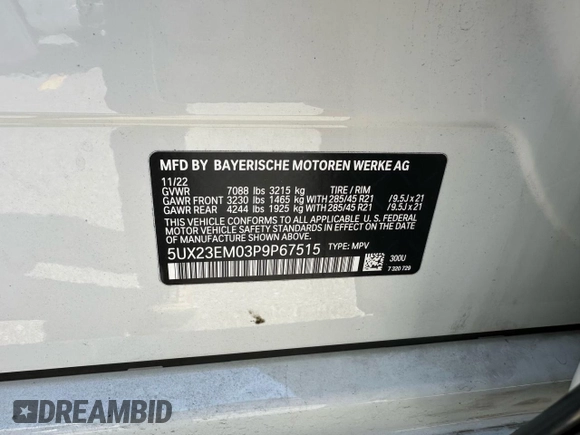 MFD BY BAYERISCHE MOTOREN WERKE AG
11/22
GVWR 7088 lbs 3215 kg TIRE / RIM
GAWR FRONT 3230 lbs 1465 kg WITH 285/45 R21 /9.5J x 21
GAWR REAR 4244 lbs 1925 kg WITH 285/45 R21 /9.5J x 21
THIS VEHICLE CONFORMS TO ALL APPLICABLE U. S. FEDERAL
MOTOR VEHICLE SAFETY STANDARDS IN EFFECT ON THE
DATE OF MANUFACTURE SHOWN ABOVE.
5UX23EM03P9P67515 TYPE: MPV
300U
7 320 729
DREAMBID